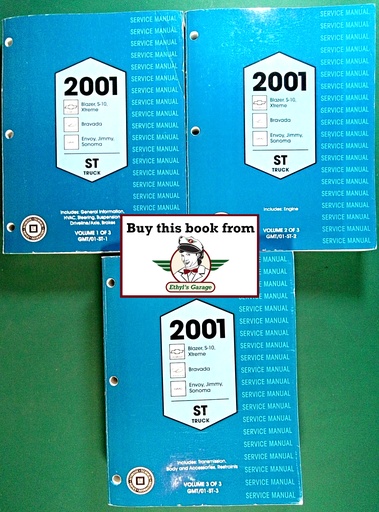 SERVICE MANUAL
2001
Blazer, S-10,
Xtreme
Bravada
Envoy, Jimmy,
Sonoma
ST
TRUCK
Includes: General Information,
HVAC, Steering, Suspension
Driveline/Axle, Brakes
VOLUME 1 OF 3
GMT/01-ST-1
SERVICE MANUAL
2001
Blazer, S-10,
Xtreme
Bravada
Envoy, Jimmy,
Sonoma
ST
TRUCK
Includes: Engine
VOLUME 2 OF 3
GMT/01-ST-2
Buy this book from
Ethyl's Garage
SERVICE MANUAL
2001
Blazer, S-10,
Xtreme
Bravada
Envoy, Jimmy,
Sonoma
ST
TRUCK
Includes: Transmission,
Body and Accessories, Restraints
VOLUME 3 OF 3
GMT/01-ST-3